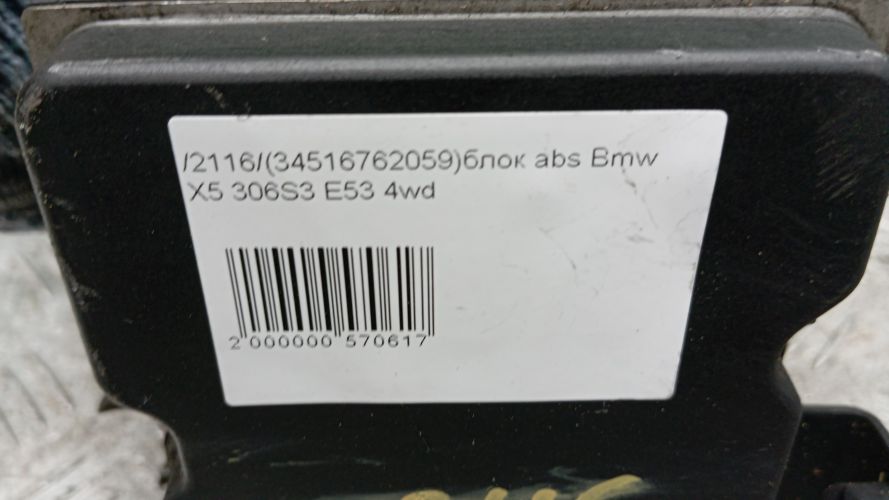 /2116/(34516762059)блок abs Bmw
X5 306S3 E53 4wd
2 000000 570617